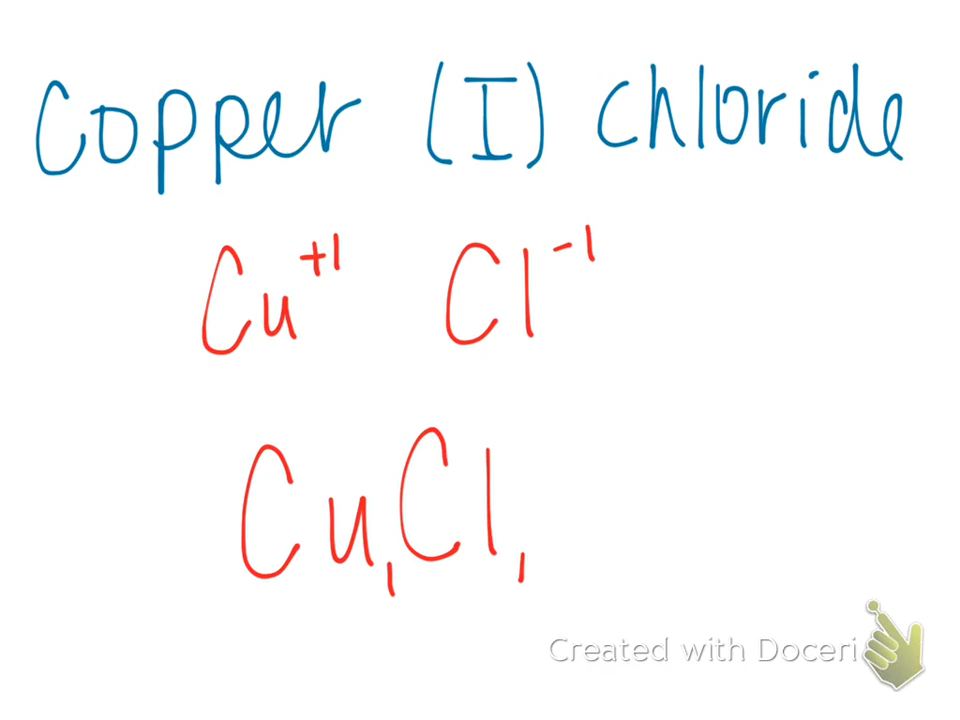 Copper (I) chloride
Cu⁺¹ Cl⁻¹
Cu₁Cl₁
Created with Doceri